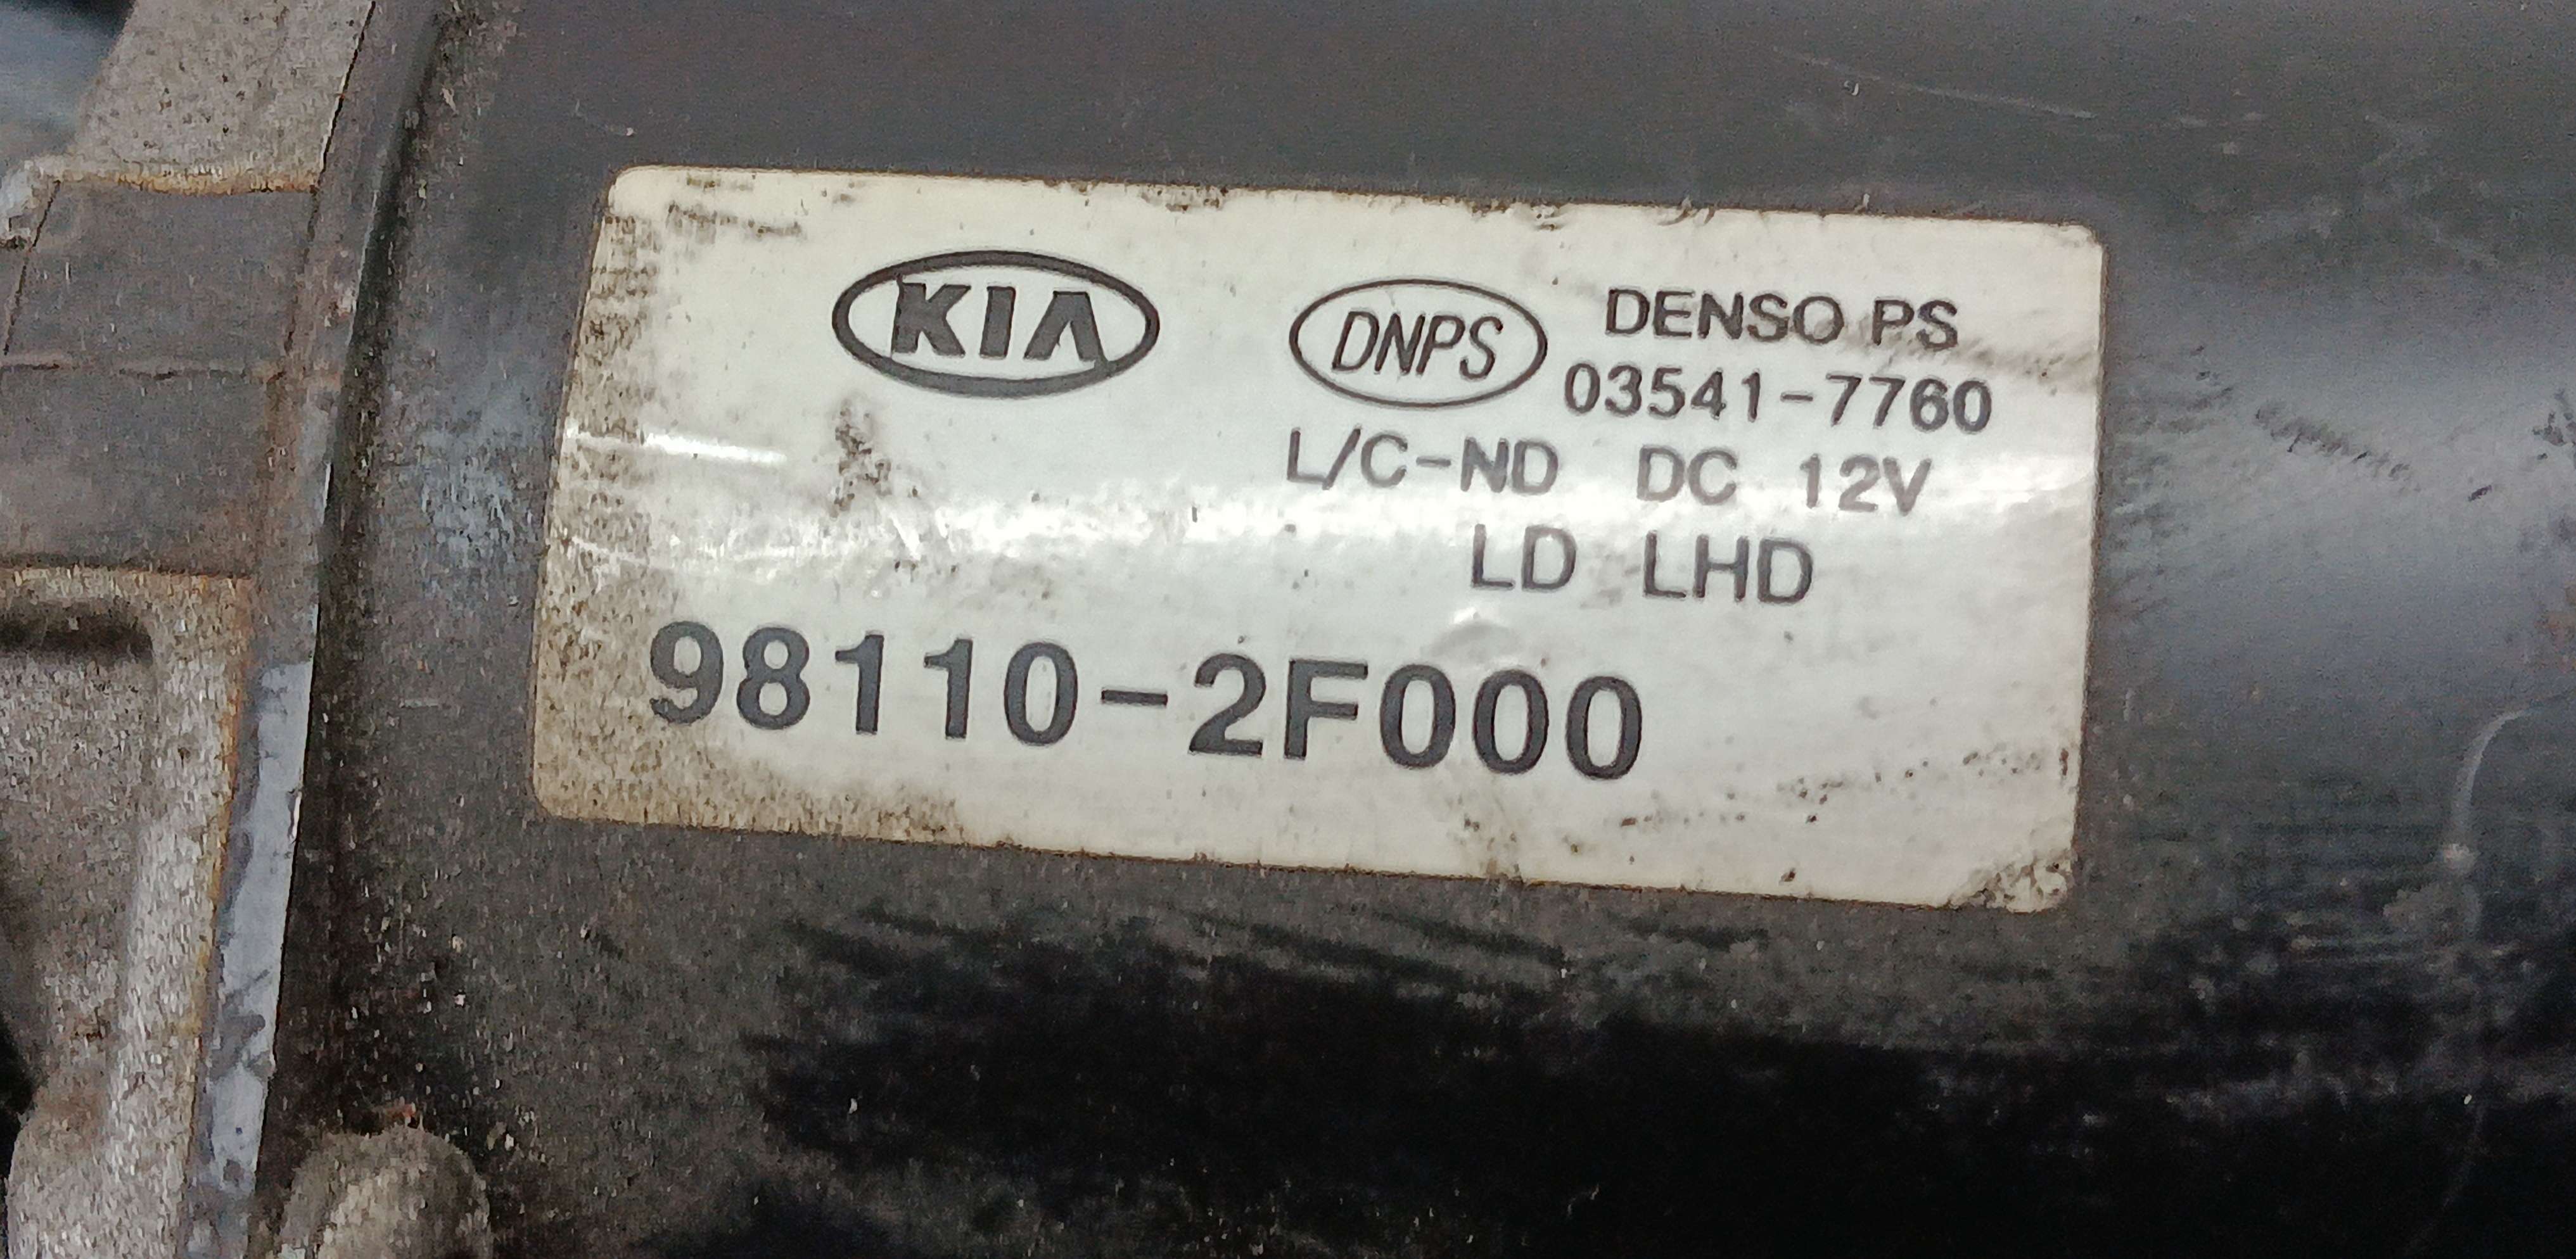 KIA DNPS DENSO PS
03541-7760
L/C-ND DC 12V
LD LHD
98110-2F000